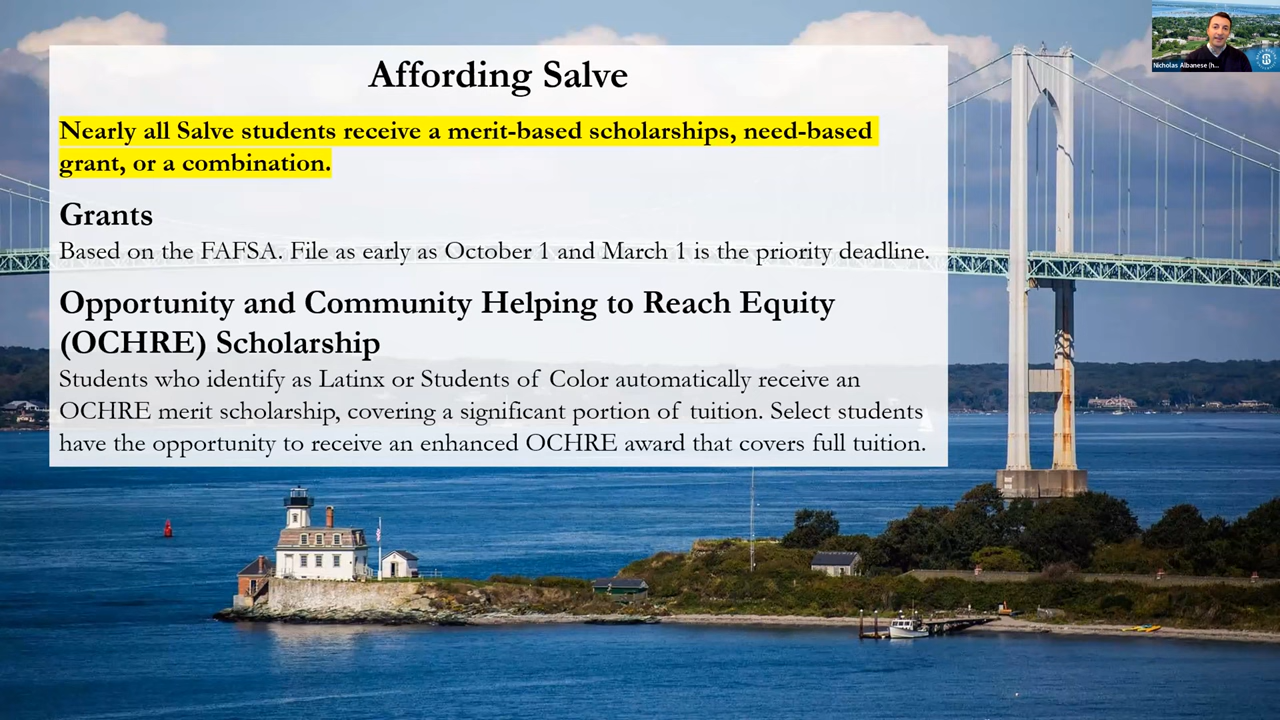 Affording Salve
Nearly all Salve students receive a merit-based scholarships, need-based
grant, or a combination.
Grants
Based on the FAFSA. File as early as October 1 and March 1 is the priority deadline.
Opportunity and Community Helping to Reach Equity
(OCHRE) Scholarship
Students who identify as Latinx or Students of Color automatically receive an
OCHRE merit scholarship, covering a significant portion of tuition. Select students
have the opportunity to receive an enhanced OCHRE award that covers full tuition.
Nicholas Albanese (h...